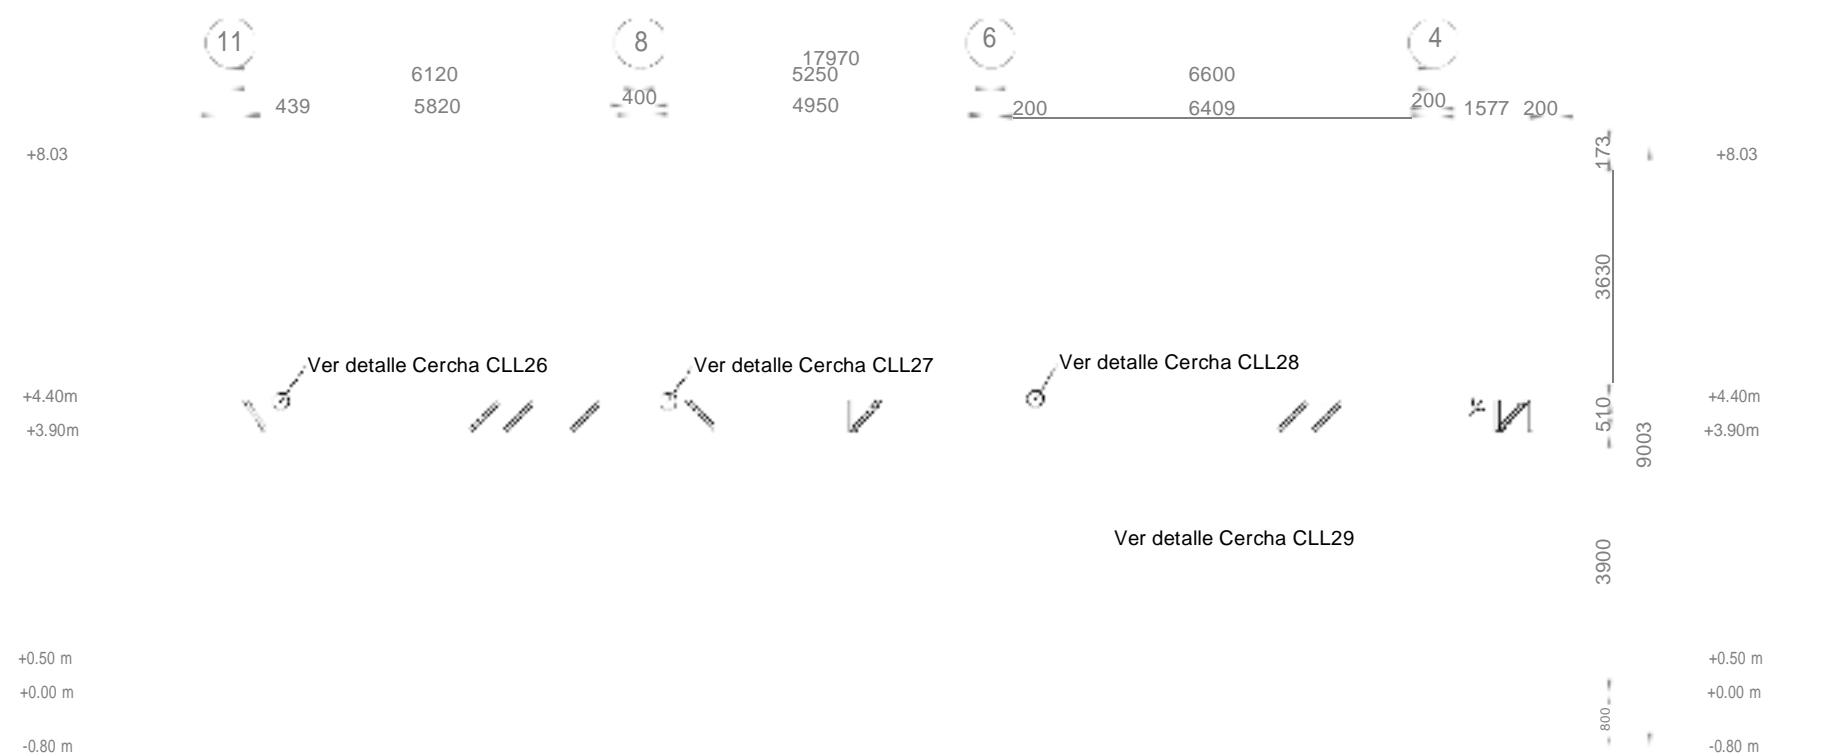 11 8 6 4
17970
6120 5250 6600
439 5820 400 4950 200 6409 200 1577 200
+8.03 173 +8.03
3630
Ver detalle Cercha CLL26 Ver detalle Cercha CLL27 Ver detalle Cercha CLL28
+4.40m 510 +4.40m
+3.90m 9003 +3.90m
Ver detalle Cercha CLL29
3900
+0.50 m +0.50 m
+0.00 m +0.00 m
800
-0.80 m -0.80 m